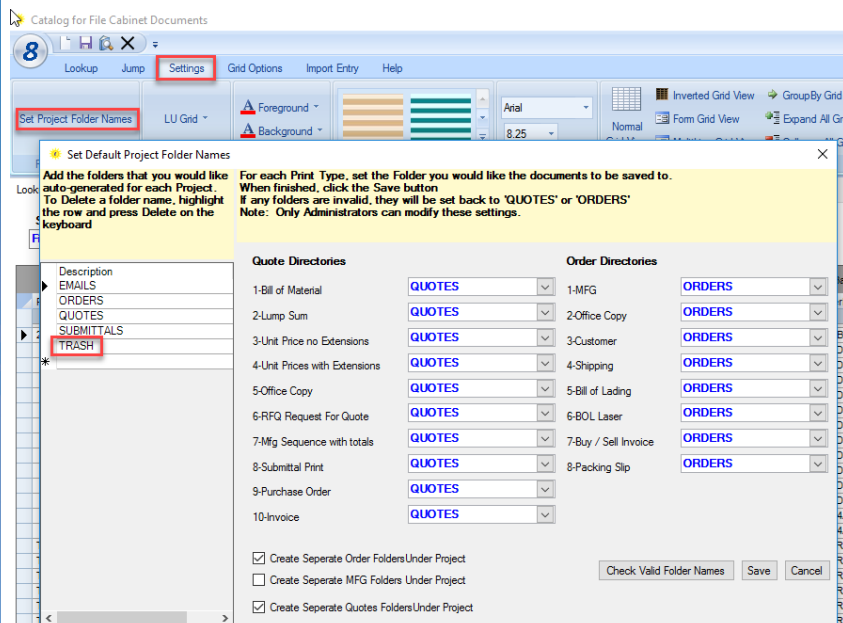 Catalog for File Cabinet Documents
8
Lookup Jump Settings Grid Options Import Entry Help
Set Project Folder Names
LU Grid
Foreground
Background
Arial
8.25
Normal
Inverted Grid View
GroupBy Grid
Form Grid View
Expand All Gr
Set Default Project Folder Names
Look
Add the folders that you would like
auto-generated for each Project.
To Delete a folder name, highlight
the row and press Delete on the
keyboard
For each Print Type, set the Folder you would like the documents to be saved to.
When finished, click the Save button
If any folders are invalid, they will be set back to 'QUOTES' or 'ORDERS'
Note: Only Administrators can modify these settings.
Description
EMAILS
ORDERS
QUOTES
SUBMITTALS
TRASH
Quote Directories
1-Bill of Material QUOTES
2-Lump Sum QUOTES
3-Unit Price no Extensions QUOTES
4-Unit Prices with Extensions QUOTES
5-Office Copy QUOTES
6-RFQ Request For Quote QUOTES
7-Mfg Sequence with totals QUOTES
8-Submittal Print QUOTES
9-Purchase Order QUOTES
10-Invoice QUOTES
Order Directories
1-MFG ORDERS
2-Office Copy ORDERS
3-Customer ORDERS
4-Shipping ORDERS
5-Bill of Lading ORDERS
6-BOL Laser ORDERS
7-Buy / Sell Invoice ORDERS
8-Packing Slip ORDERS
Create Seperate Order FoldersUnder Project
Create Seperate MFG Folders Under Project
Create Seperate Quotes FoldersUnder Project
Check Valid Folder Names Save Cancel